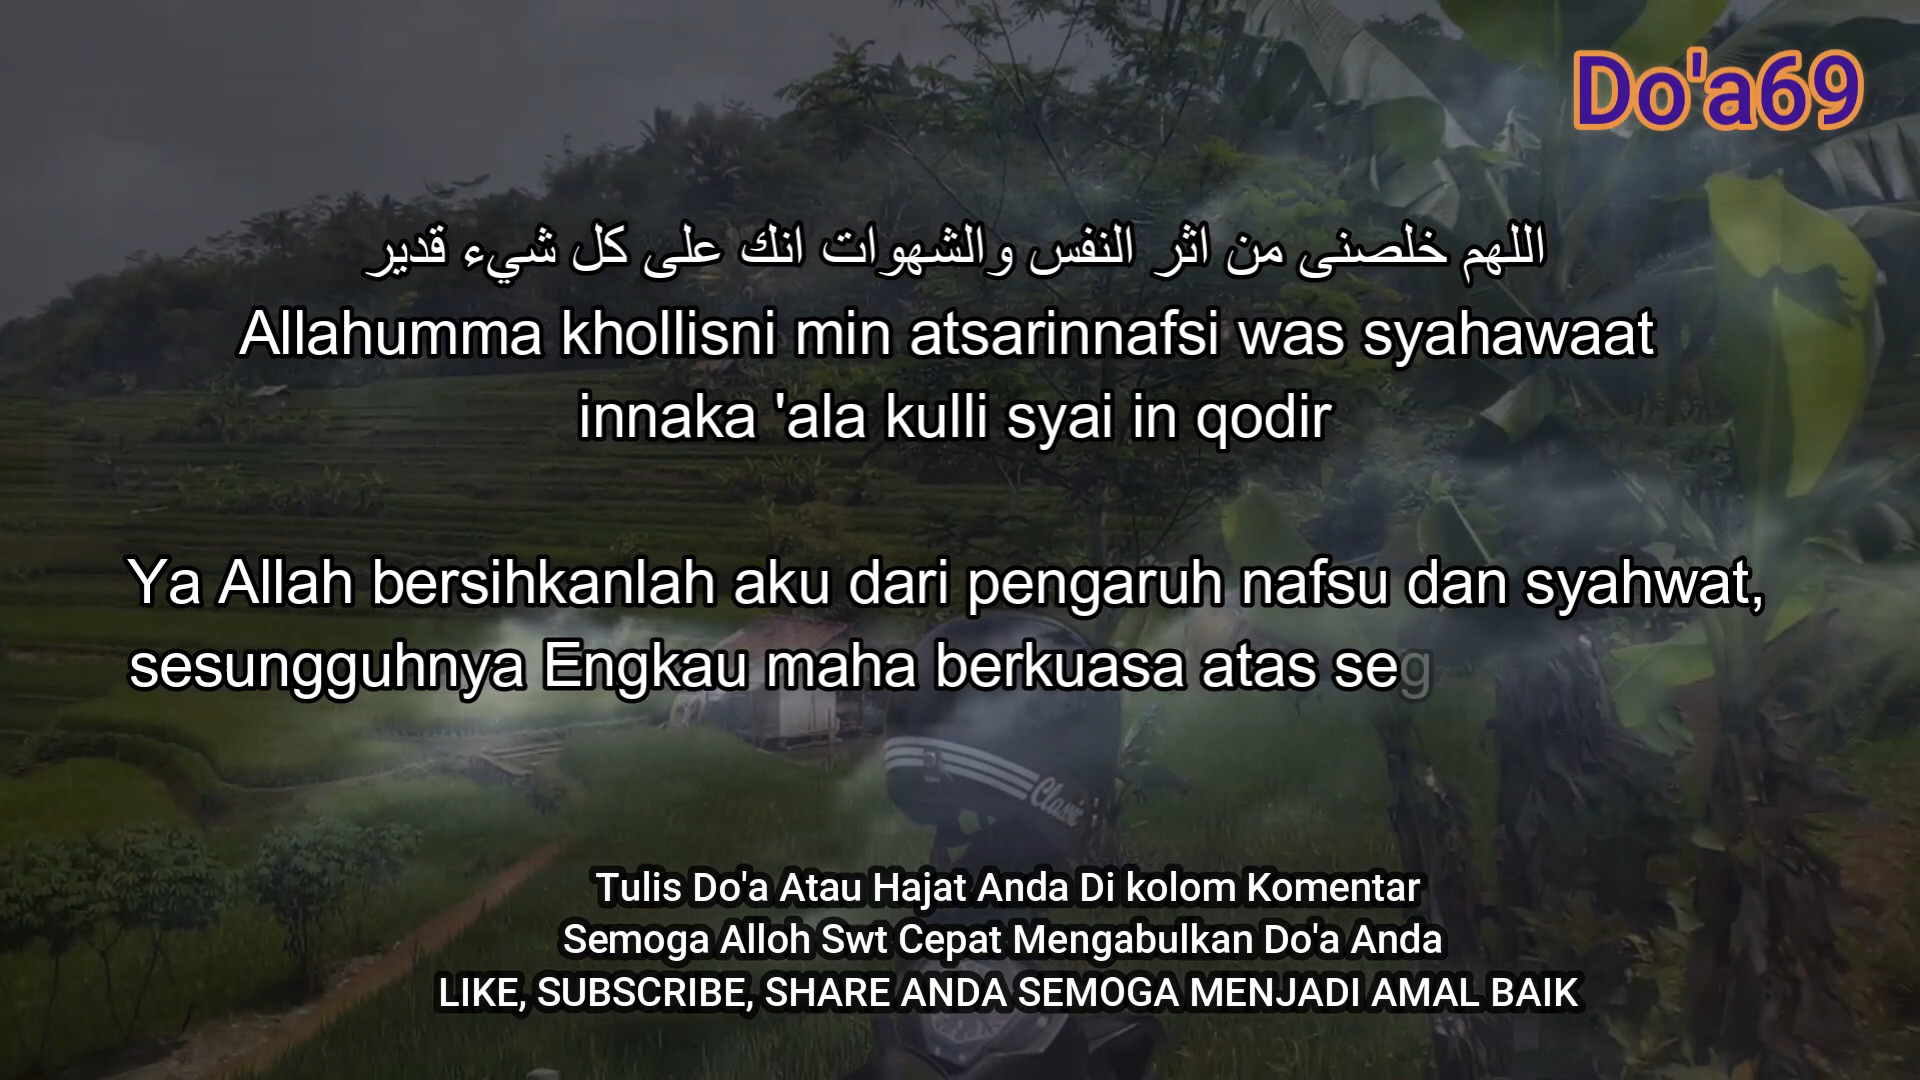 Do'a69
اللهم خلصنى من اثر النفس والشهوات انك على كل شيء قدير
Allahumma khollisni min atsarinnafsi was syahawaat
innaka 'ala kulli syai in qodir
Ya Allah bersihkanlah aku dari pengaruh nafsu dan syahwat,
sesungguhnya Engkau maha berkuasa atas seg
Classic
Tulis Do'a Atau Hajat Anda Di kolom Komentar
Semoga Alloh Swt Cepat Mengabulkan Do'a Anda
LIKE, SUBSCRIBE, SHARE ANDA SEMOGA MENJADI AMAL BAIK